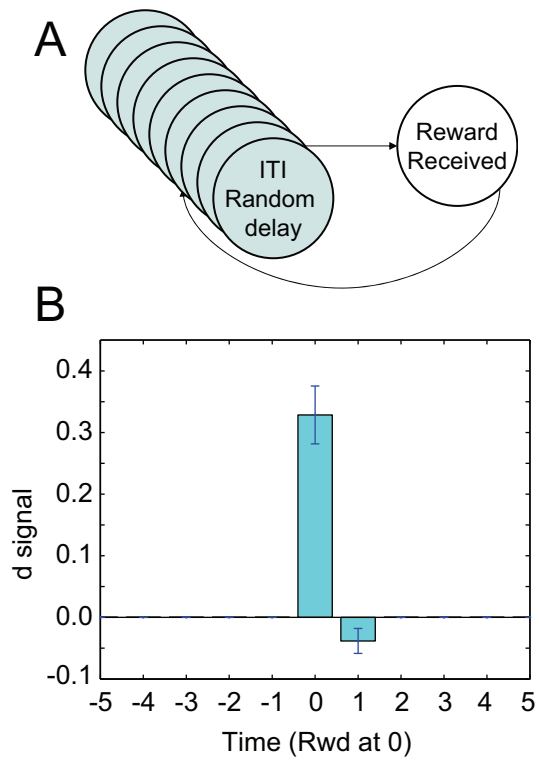 A
ITI
Random
delay
Reward
Received
B
d signal
0.4
0.3
0.2
0.1
0.0
-0.1
-5 -4 -3 -2 -1 0 1 2 3 4 5
Time (Rwd at 0)